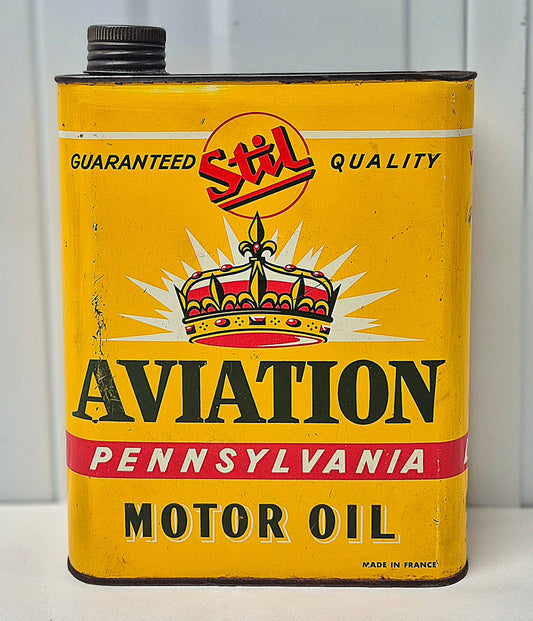 GUARANTEED Stil QUALITY
AVIATION
PENNSYLVANIA
MOTOR OIL
MADE IN FRANCE